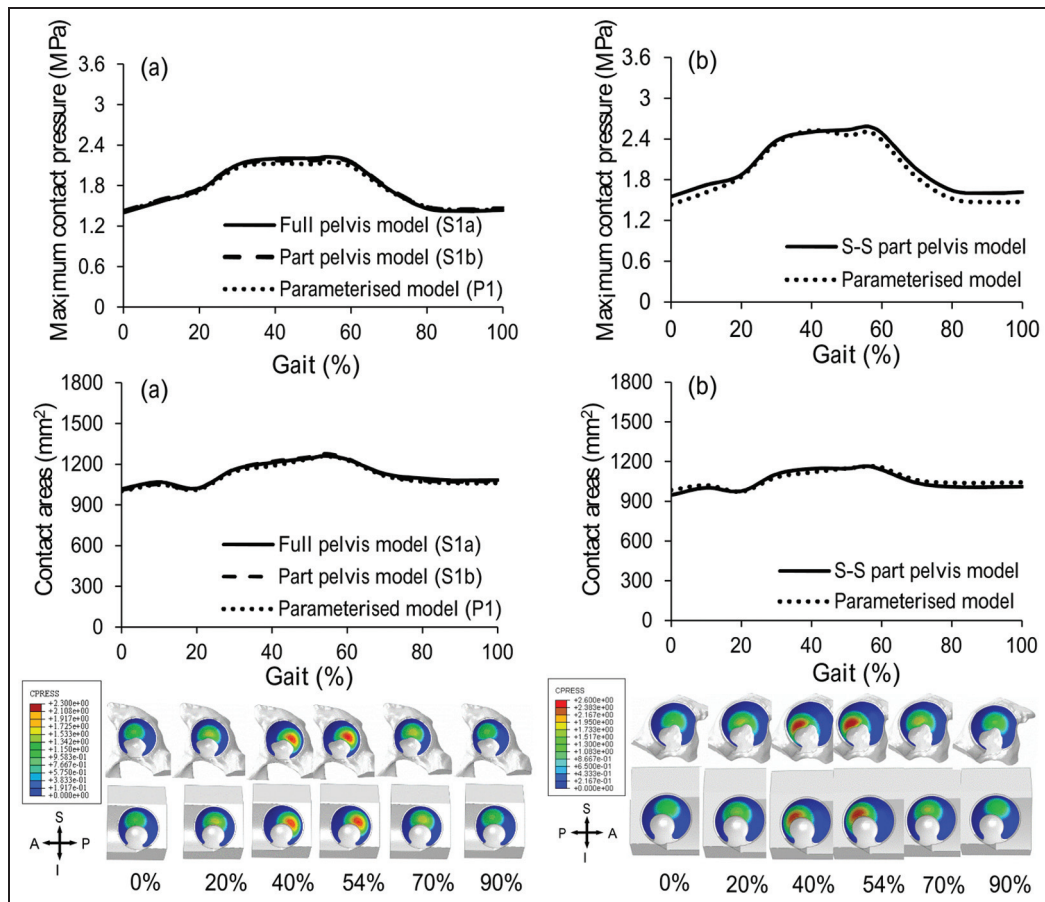 (a)
Maximum contact pressure (MPa)
3.6
3
2.4
1.8
1.2
0.6
0
Full pelvis model (S1a)
Part pelvis model (S1b)
Parameterised model (P1)
0 20 40 60 80 100
Gait (%)
(b)
Maximum contact pressure (MPa)
3.6
3
2.4
1.8
1.2
0.6
0
S-S part pelvis model
Parameterised model
0 20 40 60 80 100
Gait (%)
(a)
Contact areas (mm²)
1800
1500
1200
900
600
300
0
Full pelvis model (S1a)
Part pelvis model (S1b)
Parameterised model (P1)
0 20 40 60 80 100
Gait (%)
(b)
Contact areas (mm²)
1800
1500
1200
900
600
300
0
S-S part pelvis model
Parameterised model
0 20 40 60 80 100
Gait (%)
CPRESS
+2.300e+00
+2.108e+00
+1.917e+00
+1.725e+00
+1.533e+00
+1.342e+00
+1.150e+00
+9.583e-01
+7.667e-01
+5.750e-01
+3.833e-01
+1.917e-01
+0.000e+00
S
A P
I
0% 20% 40% 54% 70% 90%
CPRESS
+2.600e+00
+2.383e+00
+2.167e+00
+1.950e+00
+1.733e+00
+1.517e+00
+1.300e+00
+1.083e+00
+8.667e-01
+6.500e-01
+4.333e-01
+2.167e-01
+0.000e+00
S
P A
I
0% 20% 40% 54% 70% 90%